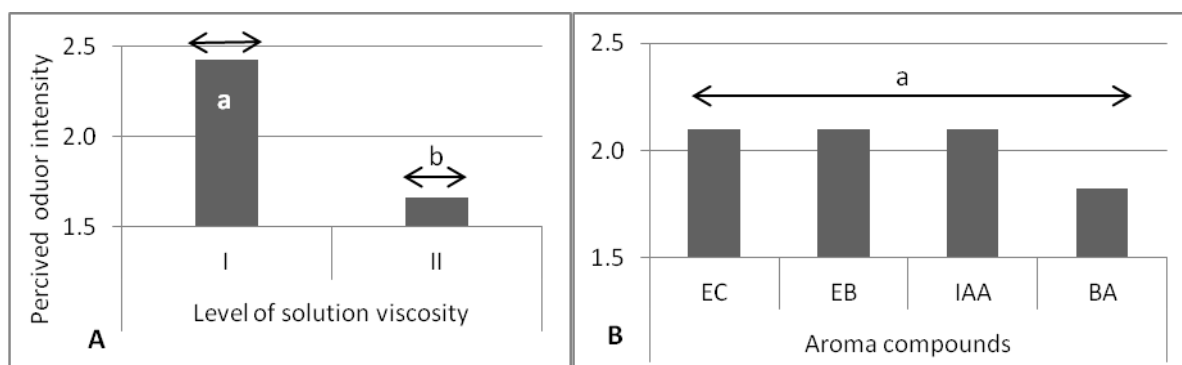 Percived oduor intensity
2.5
2.0
1.5
a
b
I
II
Level of solution viscosity
A
2.5
2.0
1.5
a
EC
EB
IAA
BA
Aroma compounds
B